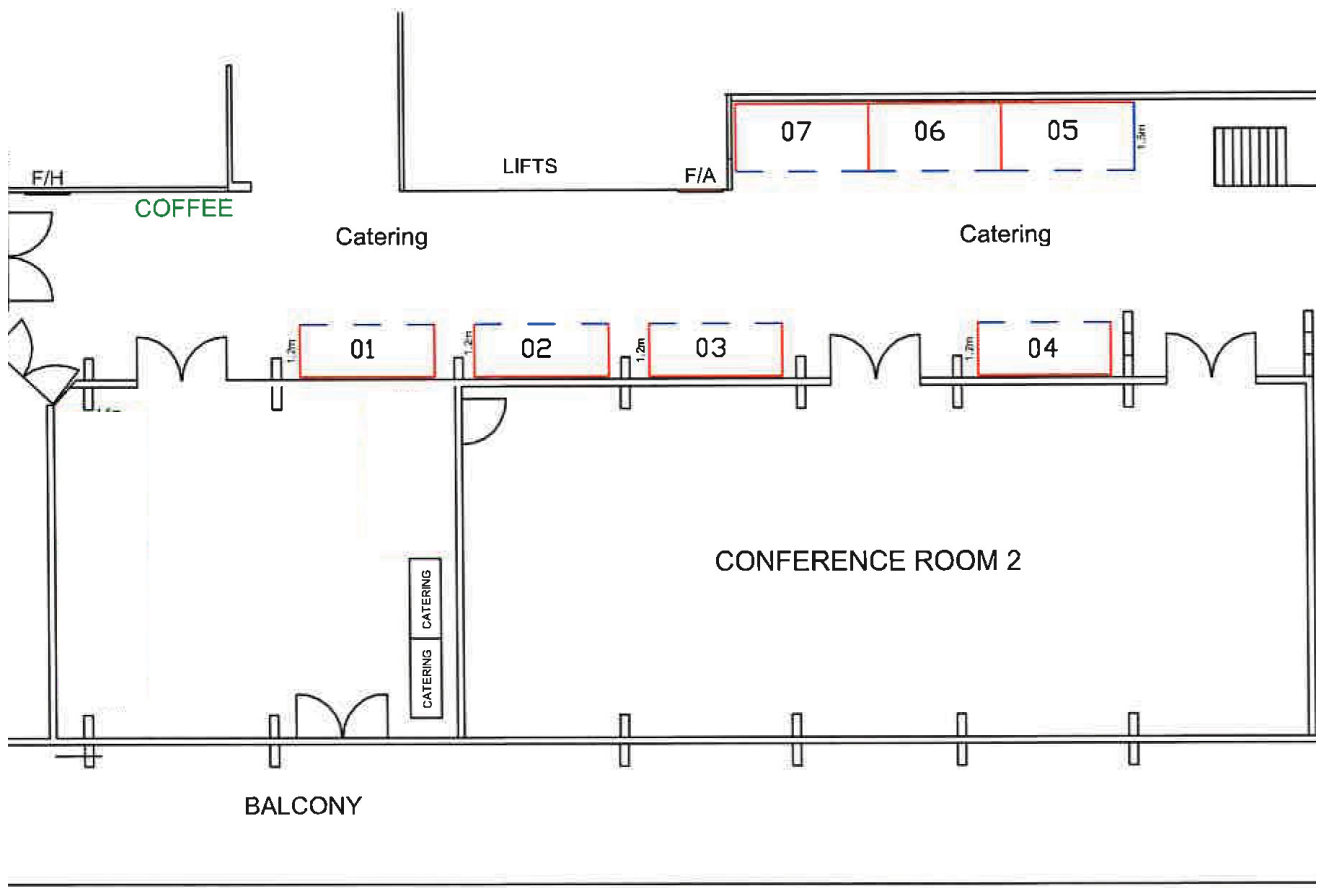 07 06 05
1.5m
LIFTS
F/H
F/A
COFFEE
Catering
Catering
1.2m 01
1.2m 02
1.2m 03
1.2m 04
CONFERENCE ROOM 2
CATERING
CATERING
BALCONY